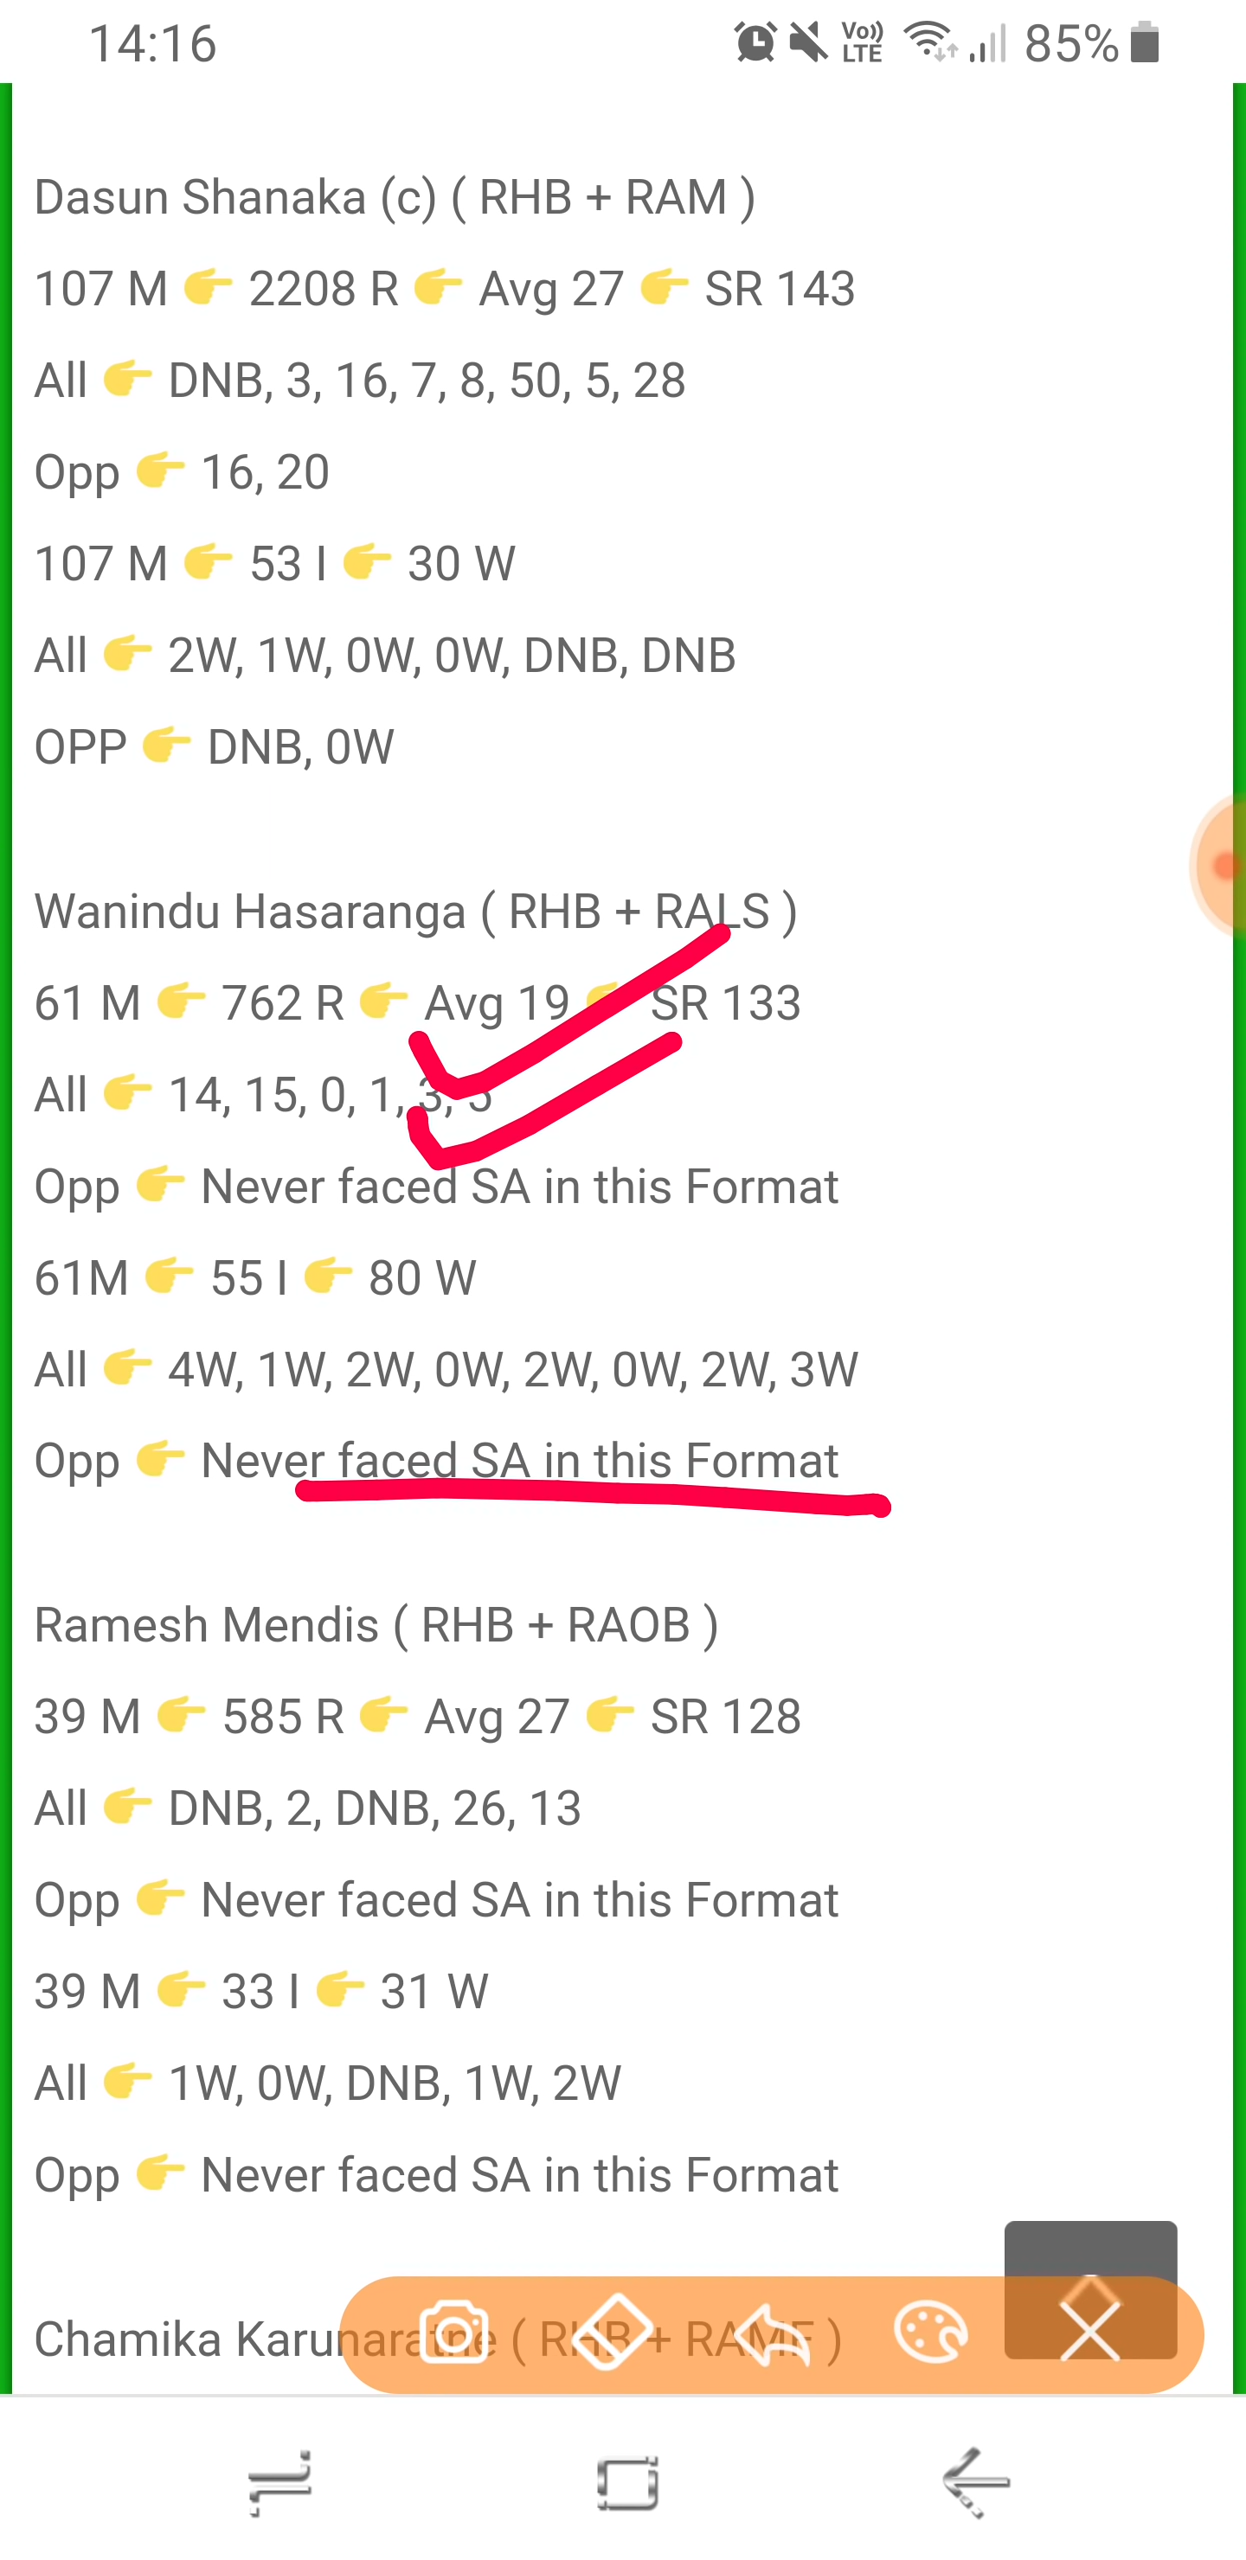 14:16 Vo)) LTE 85%
Dasun Shanaka (c) ( RHB + RAM )
107 M 👉 2208 R 👉 Avg 27 👉 SR 143
All 👉 DNB, 3, 16, 7, 8, 50, 5, 28
Opp 👉 16, 20
107 M 👉 53 I 👉 30 W
All 👉 2W, 1W, 0W, 0W, DNB, DNB
OPP 👉 DNB, 0W
Wanindu Hasaranga ( RHB + RALS )
61 M 👉 762 R 👉 Avg 19 👉 SR 133
All 👉 14, 15, 0, 1, 3,
Opp 👉 Never faced SA in this Format
61M 👉 55 I 👉 80 W
All 👉 4W, 1W, 2W, 0W, 2W, 0W, 2W, 3W
Opp 👉 Never faced SA in this Format
Ramesh Mendis ( RHB + RAOB )
39 M 👉 585 R 👉 Avg 27 👉 SR 128
All 👉 DNB, 2, DNB, 26, 13
Opp 👉 Never faced SA in this Format
39 M 👉 33 I 👉 31 W
All 👉 1W, 0W, DNB, 1W, 2W
Opp 👉 Never faced SA in this Format
Chamika Karunaratne ( RHB + RAMF )